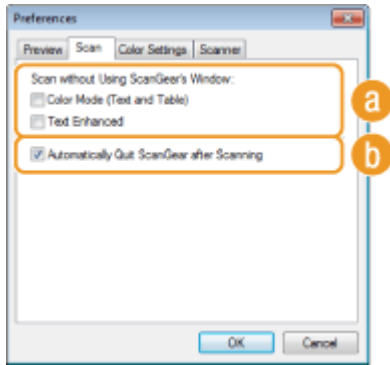 Preferences
Preview Scan Color Settings Scanner
Scan without Using ScanGear's Window:
Color Mode (Text and Table)
a
Text Enhanced
Automatically Quit ScanGear after Scanning
b
OK Cancel